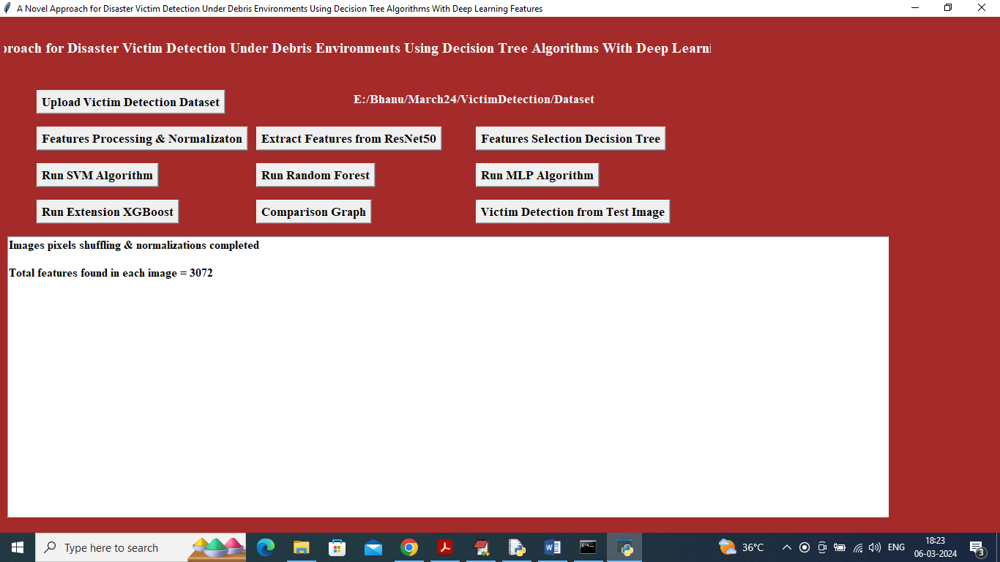 A Novel Approach for Disaster Victim Detection Under Debris Environments Using Decision Tree Algorithms With Deep Learning Features
proach for Disaster Victim Detection Under Debris Environments Using Decision Tree Algorithms With Deep Learni
Upload Victim Detection Dataset
E:/Bhanu/March24/VictimDetection/Dataset
Features Processing & Normalizaton
Extract Features from ResNet50
Features Selection Decision Tree
Run SVM Algorithm
Run Random Forest
Run MLP Algorithm
Run Extension XGBoost
Comparison Graph
Victim Detection from Test Image
Images pixels shuffling & normalizations completed
Total features found in each image = 3072
Type here to search
36°C
ENG
18:23
06-03-2024
3